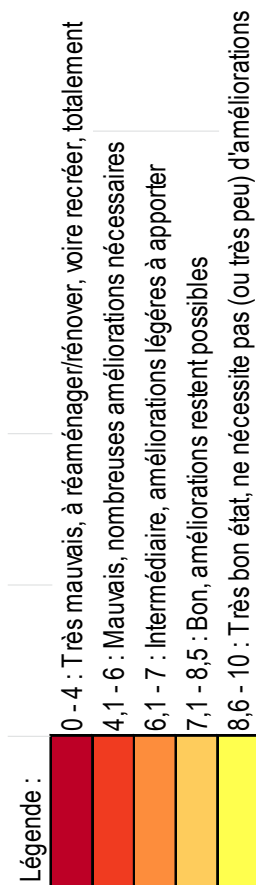 Légende :
0 - 4 : Très mauvais, à réaménager/rénover, voire recréer, totalement
4,1 - 6 : Mauvais, nombreuses améliorations nécessaires
6,1 - 7 : Intermédiaire, améliorations légéres à apporter
7,1 - 8,5 : Bon, améliorations restent possibles
8,6 - 10 : Très bon état, ne nécessite pas (ou très peu) d'améliorations